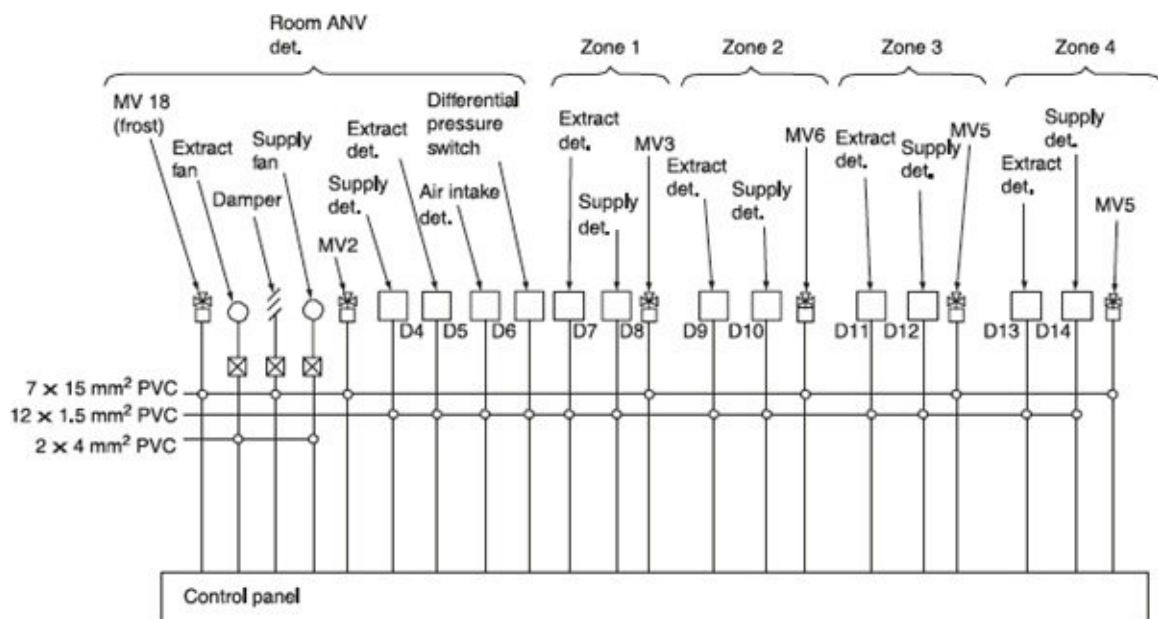 Room ANV
det.
Zone 1
Zone 2
Zone 3
Zone 4
MV 18
(frost)
Extract
fan
Supply
fan
Damper
MV2
Supply
det.
Extract
det.
Air intake
det.
Differential
pressure
switch
Extract
det.
Supply
det.
MV3
Extract
det.
Supply
det.
MV6
Extract
det.
Supply
det.
MV5
Extract
det.
Supply
det.
MV5
D4
D5
D6
D7
D8
D9
D10
D11
D12
D13
D14
7 × 15 mm² PVC
12 × 1.5 mm² PVC
2 × 4 mm² PVC
Control panel